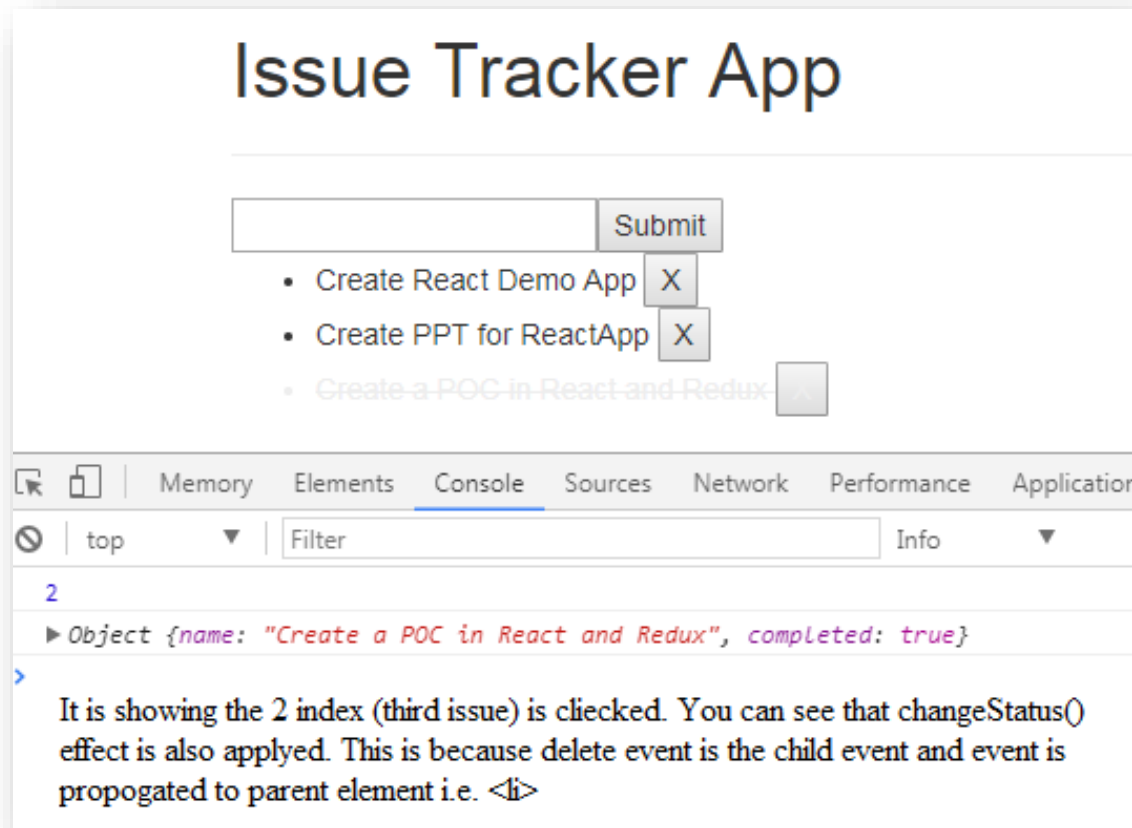 Issue Tracker App
Submit
• Create React Demo App X
• Create PPT for ReactApp X
• Create a POC in React and Redux X
Memory Elements Console Sources Network Performance Application
top ▼ Filter Info ▼
2
▶ Object {name: "Create a POC in React and Redux", completed: true}
>
It is showing the 2 index (third issue) is cliecked. You can see that changeStatus()
effect is also applyed. This is because delete event is the child event and event is
propogated to parent element i.e. <li>